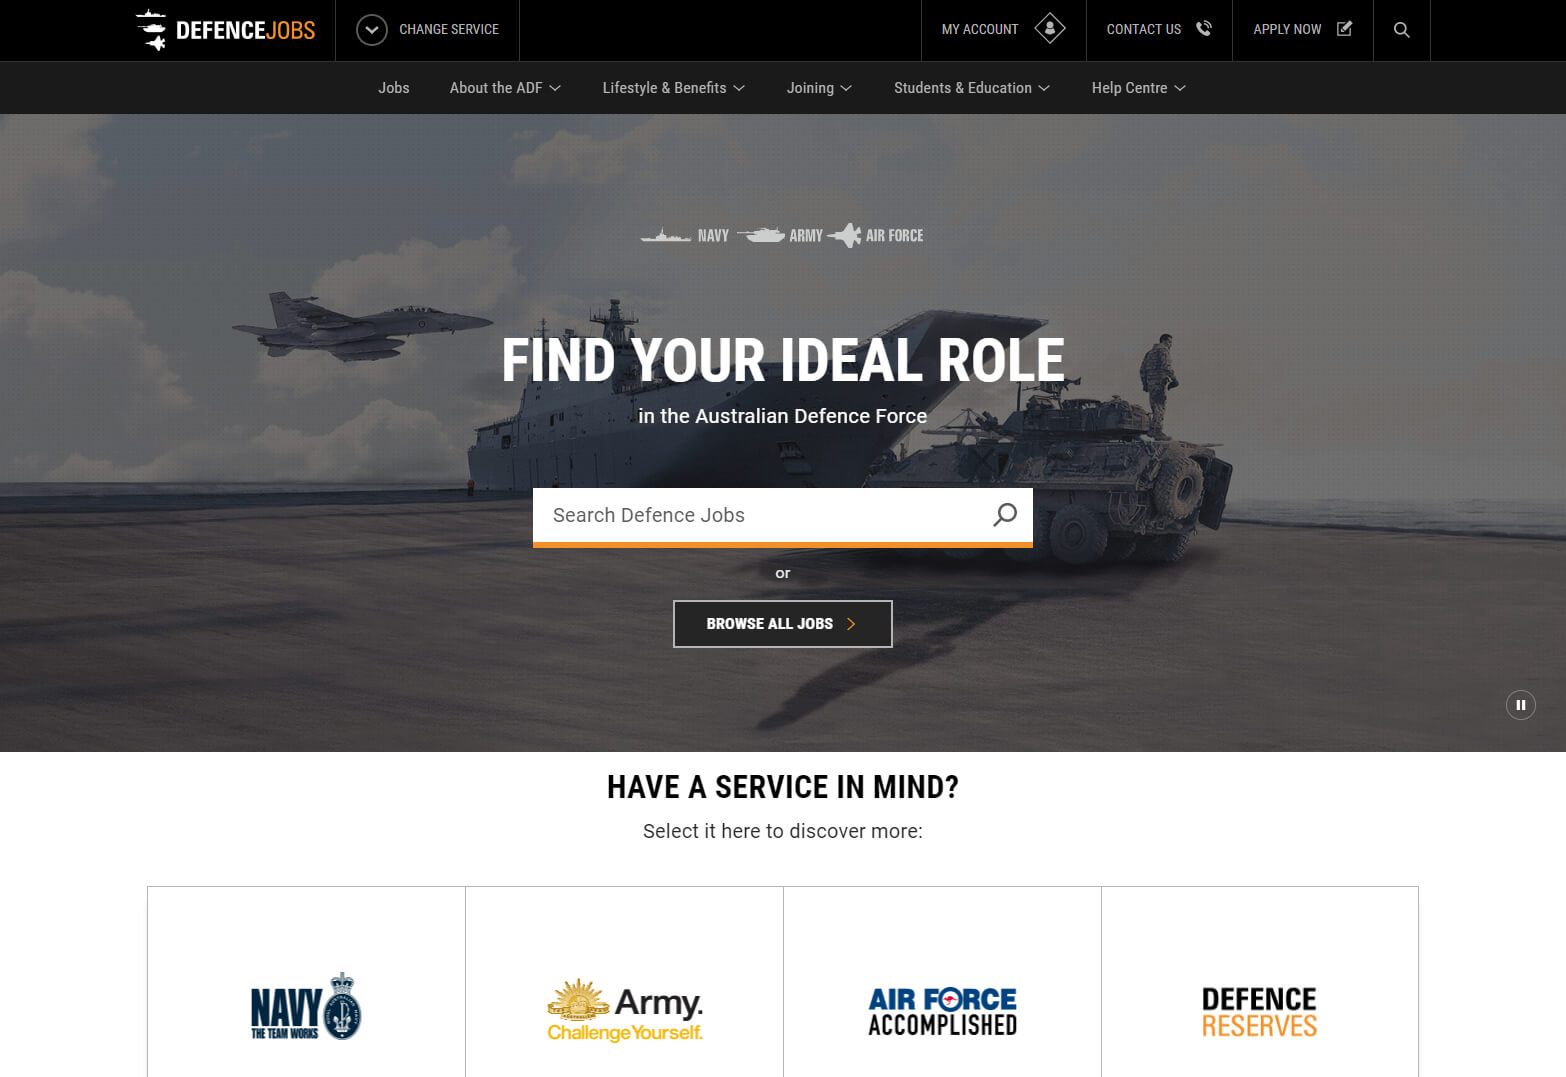 DEFENCEJOBS
CHANGE SERVICE
MY ACCOUNT
CONTACT US
APPLY NOW
Jobs
About the ADF
Lifestyle & Benefits
Joining
Students & Education
Help Centre
NAVY ARMY AIR FORCE
FIND YOUR IDEAL ROLE
in the Australian Defence Force
Search Defence Jobs
or
BROWSE ALL JOBS
HAVE A SERVICE IN MIND?
Select it here to discover more:
NAVY
THE TEAM WORKS
Army.
Challenge Yourself.
AIR FORCE
ACCOMPLISHED
DEFENCE
RESERVES